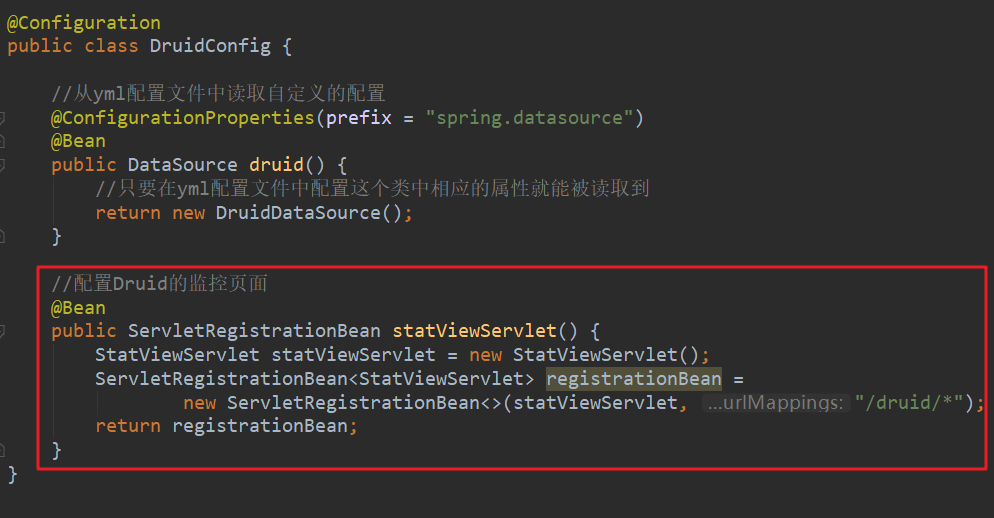 @Configuration
public class DruidConfig {
//从yml配置文件中读取自定义的配置
@ConfigurationProperties(prefix = "spring.datasource")
@Bean
public DataSource druid() {
//只要在yml配置文件中配置这个类中相应的属性就能被读取到
return new DruidDataSource();
}
//配置Druid的监控页面
@Bean
public ServletRegistrationBean statViewServlet() {
StatViewServlet statViewServlet = new StatViewServlet();
ServletRegistrationBean<StatViewServlet> registrationBean =
new ServletRegistrationBean<>(statViewServlet, ...urlMappings: "/druid/*");
return registrationBean;
}
}